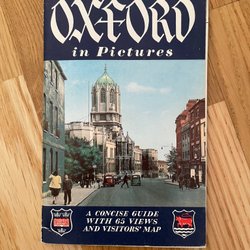 OXFORD
in Pictures
A CONCISE GUIDE
WITH 65 VIEWS
AND VISITORS' MAP